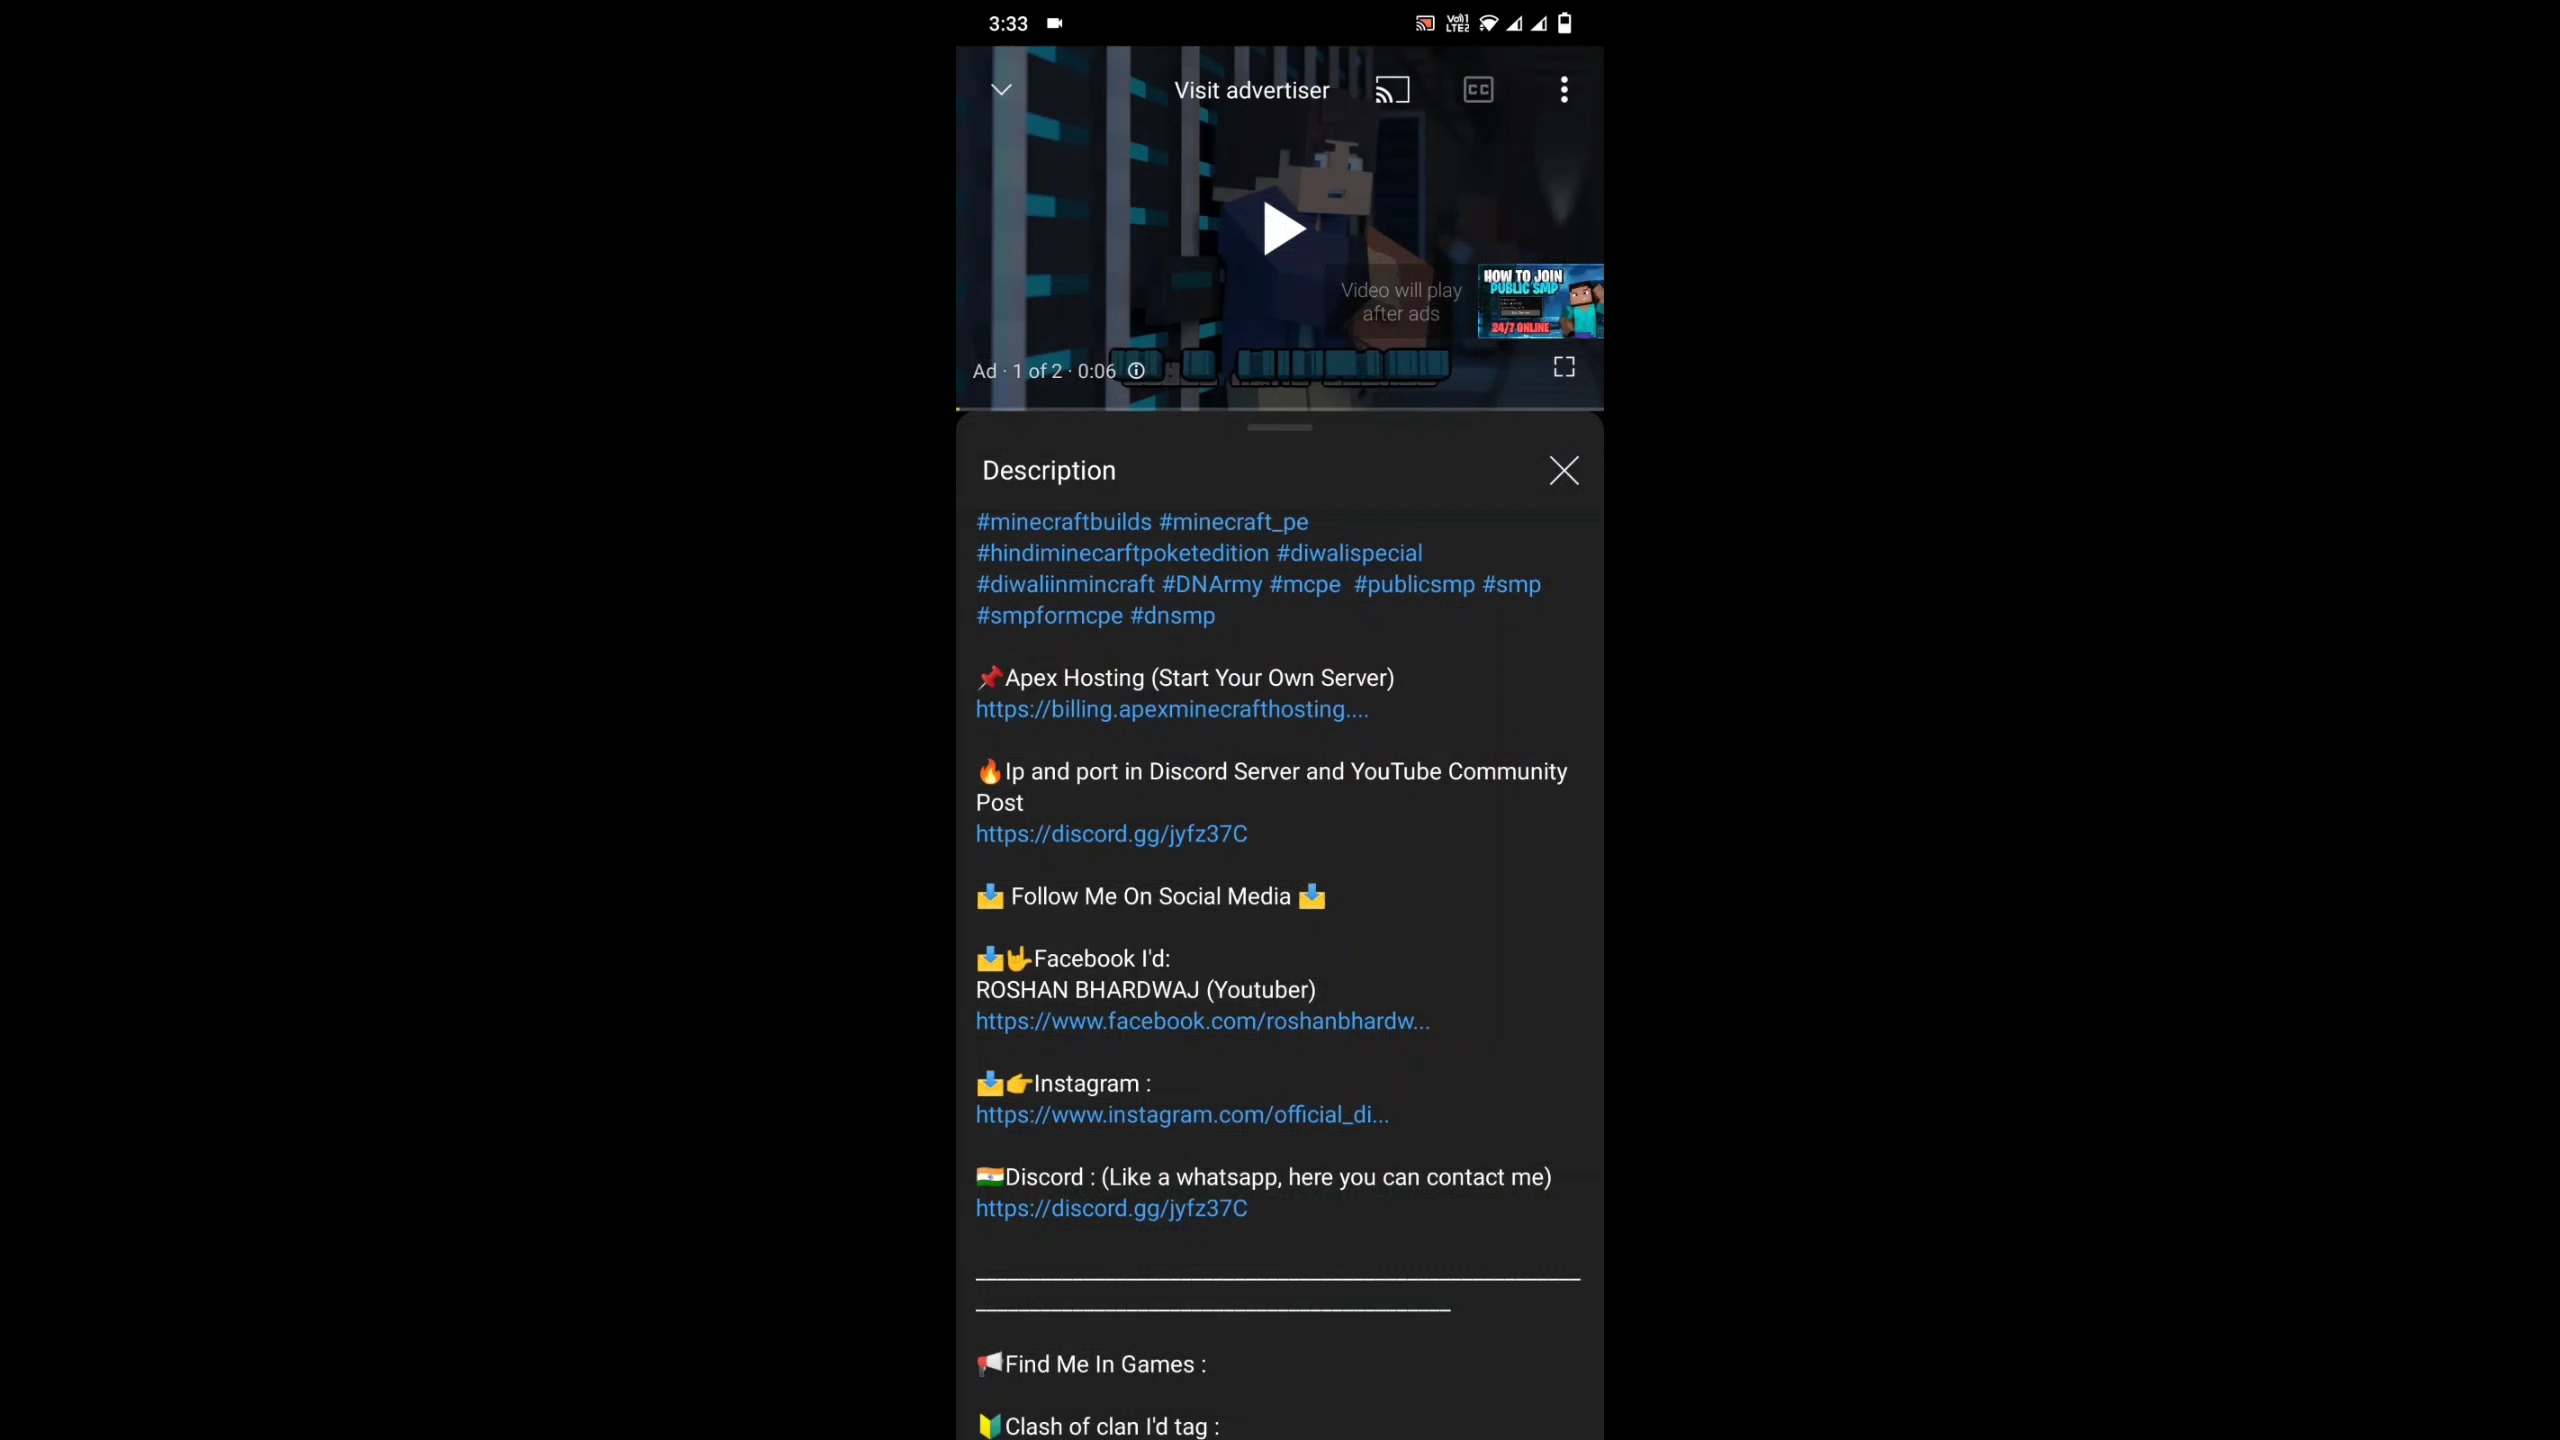 3:33
Vo)) 1
LTE2
Visit advertiser
CC
Video will play
after ads
HOW TO JOIN
PUBLIC SMP
24/7 ONLINE
Ad · 1 of 2 · 0:06
Description
#minecraftbuilds #minecraft_pe
#hindiminecarftpoketedition #diwalispecial
#diwaliinmincraft #DNArmy #mcpe #publicsmp #smp
#smpformcpe #dnsmp
📌Apex Hosting (Start Your Own Server)
https://billing.apexminecrafthosting....
🔥Ip and port in Discord Server and YouTube Community
Post
https://discord.gg/jyfz37C
📩 Follow Me On Social Media 📩
📩🤟Facebook I'd:
ROSHAN BHARDWAJ (Youtuber)
https://www.facebook.com/roshanbhardw...
📩👉Instagram :
https://www.instagram.com/official_di...
🇮🇳Discord : (Like a whatsapp, here you can contact me)
https://discord.gg/jyfz37C
📢Find Me In Games :
🔰Clash of clan I'd tag :